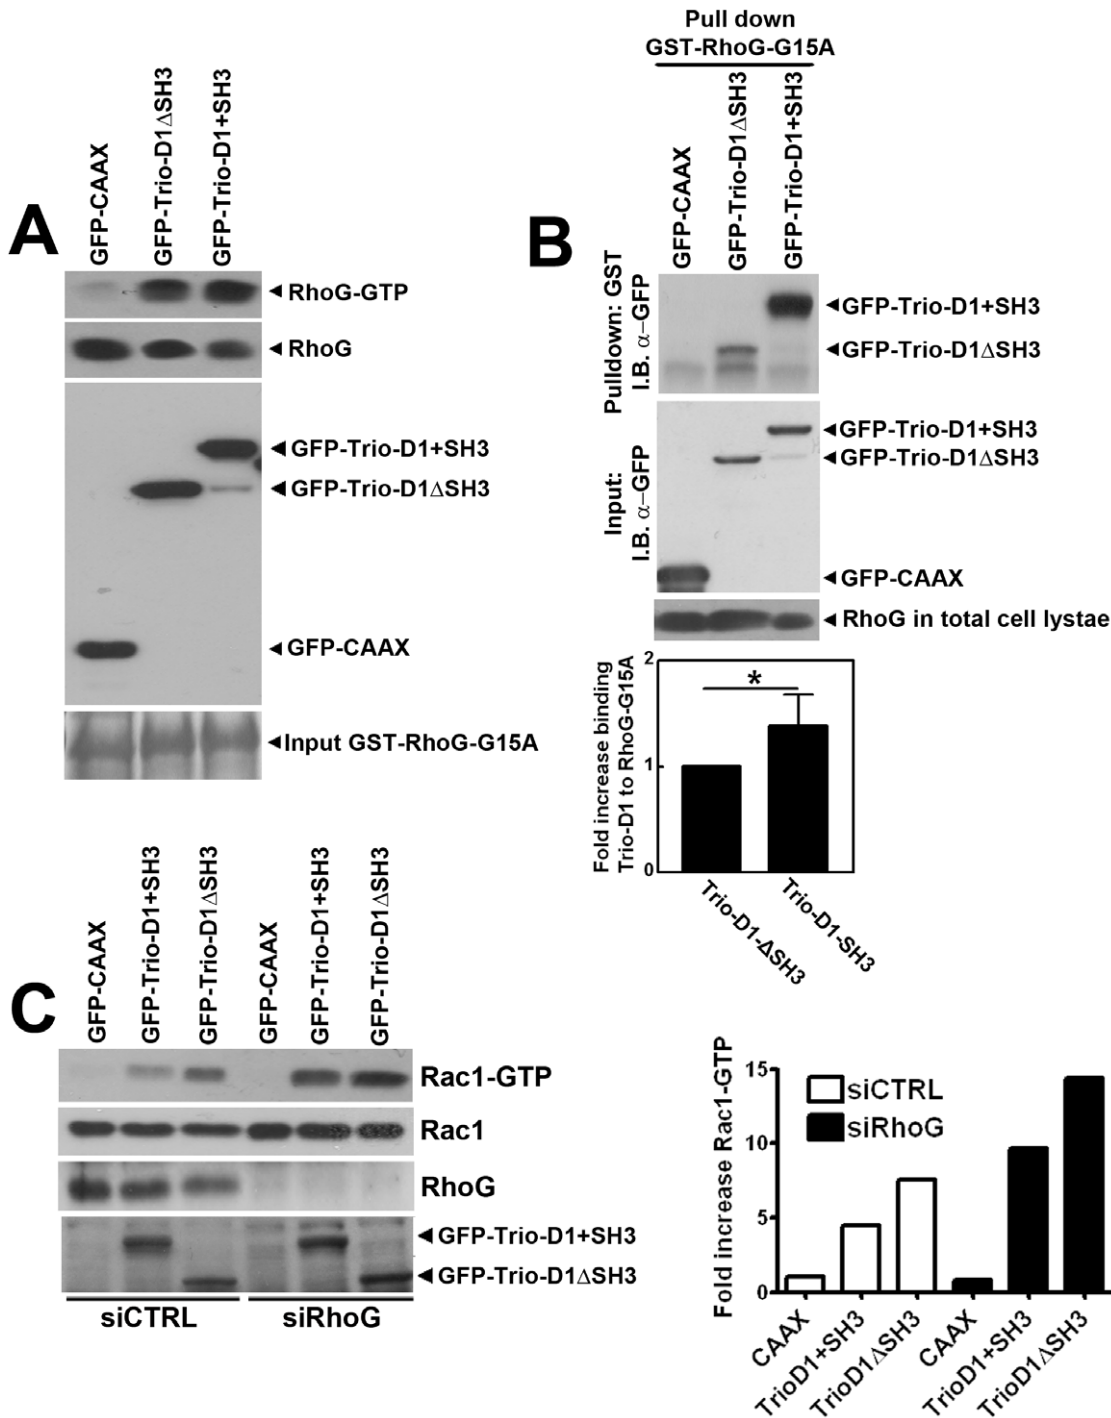 A
GFP-CAAX
GFP-Trio-D1ΔSH3
GFP-Trio-D1+SH3
RhoG-GTP
RhoG
GFP-Trio-D1+SH3
GFP-Trio-D1ΔSH3
GFP-CAAX
Input GST-RhoG-G15A
B
Pull down
GST-RhoG-G15A
GFP-CAAX
GFP-Trio-D1ΔSH3
GFP-Trio-D1+SH3
Pulldown: GST
I.B. α–GFP
GFP-Trio-D1+SH3
GFP-Trio-D1ΔSH3
Input:
I.B. α–GFP
GFP-Trio-D1+SH3
GFP-Trio-D1ΔSH3
GFP-CAAX
RhoG in total cell lystae
Fold increase binding
Trio-D1 to RhoG-G15A
2
1
0
*
Trio-D1-ΔSH3
Trio-D1-SH3
C
GFP-CAAX
GFP-Trio-D1+SH3
GFP-Trio-D1ΔSH3
GFP-CAAX
GFP-Trio-D1+SH3
GFP-Trio-D1ΔSH3
Rac1-GTP
Rac1
RhoG
GFP-Trio-D1+SH3
GFP-Trio-D1ΔSH3
siCTRL
siRhoG
Fold increase Rac1-GTP
15
10
5
0
siCTRL
siRhoG
CAAX
TrioD1+SH3
TrioD1ΔSH3
CAAX
TrioD1+SH3
TrioD1ΔSH3